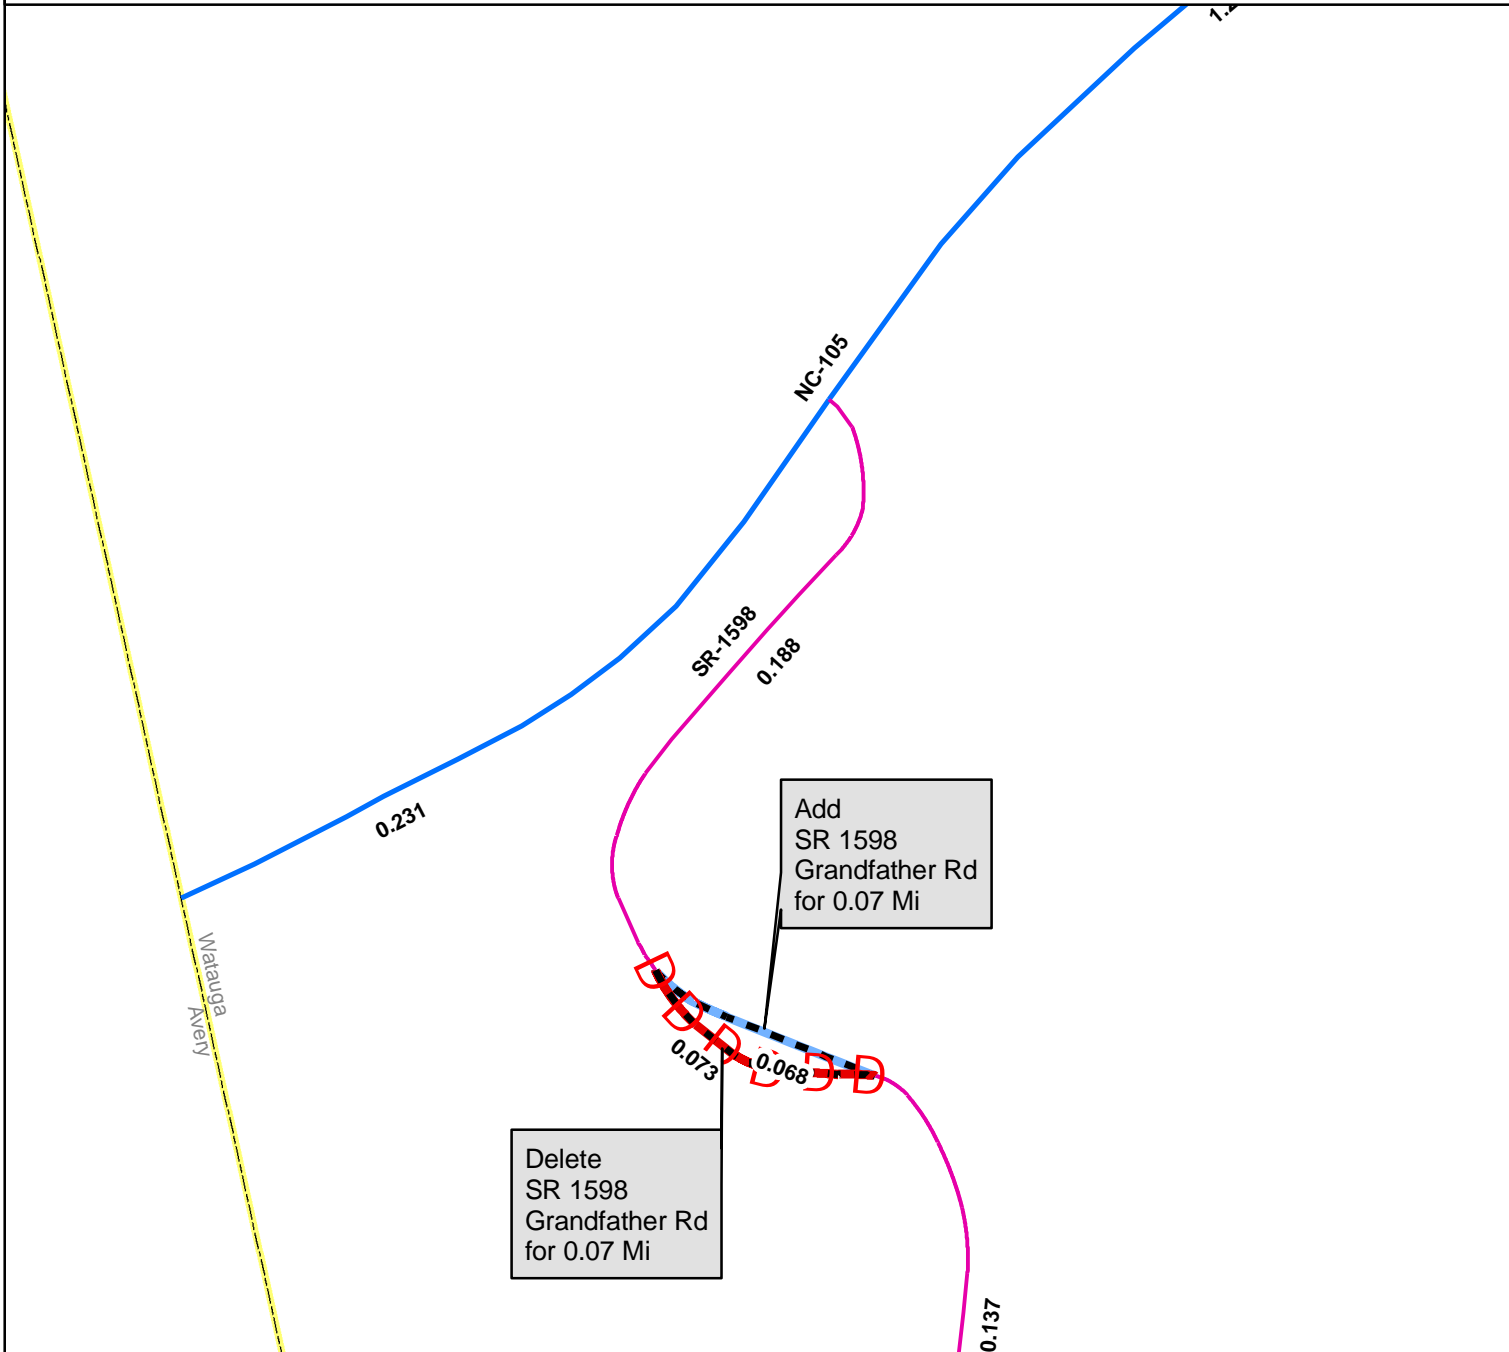 NC-105
SR-1598
0.188
0.231
Add
SR 1598
Grandfather Rd
for 0.07 Mi
Watauga
Avery
D
D
D
D
D
D
0.073
0.068
Delete
SR 1598
Grandfather Rd
for 0.07 Mi
0.137